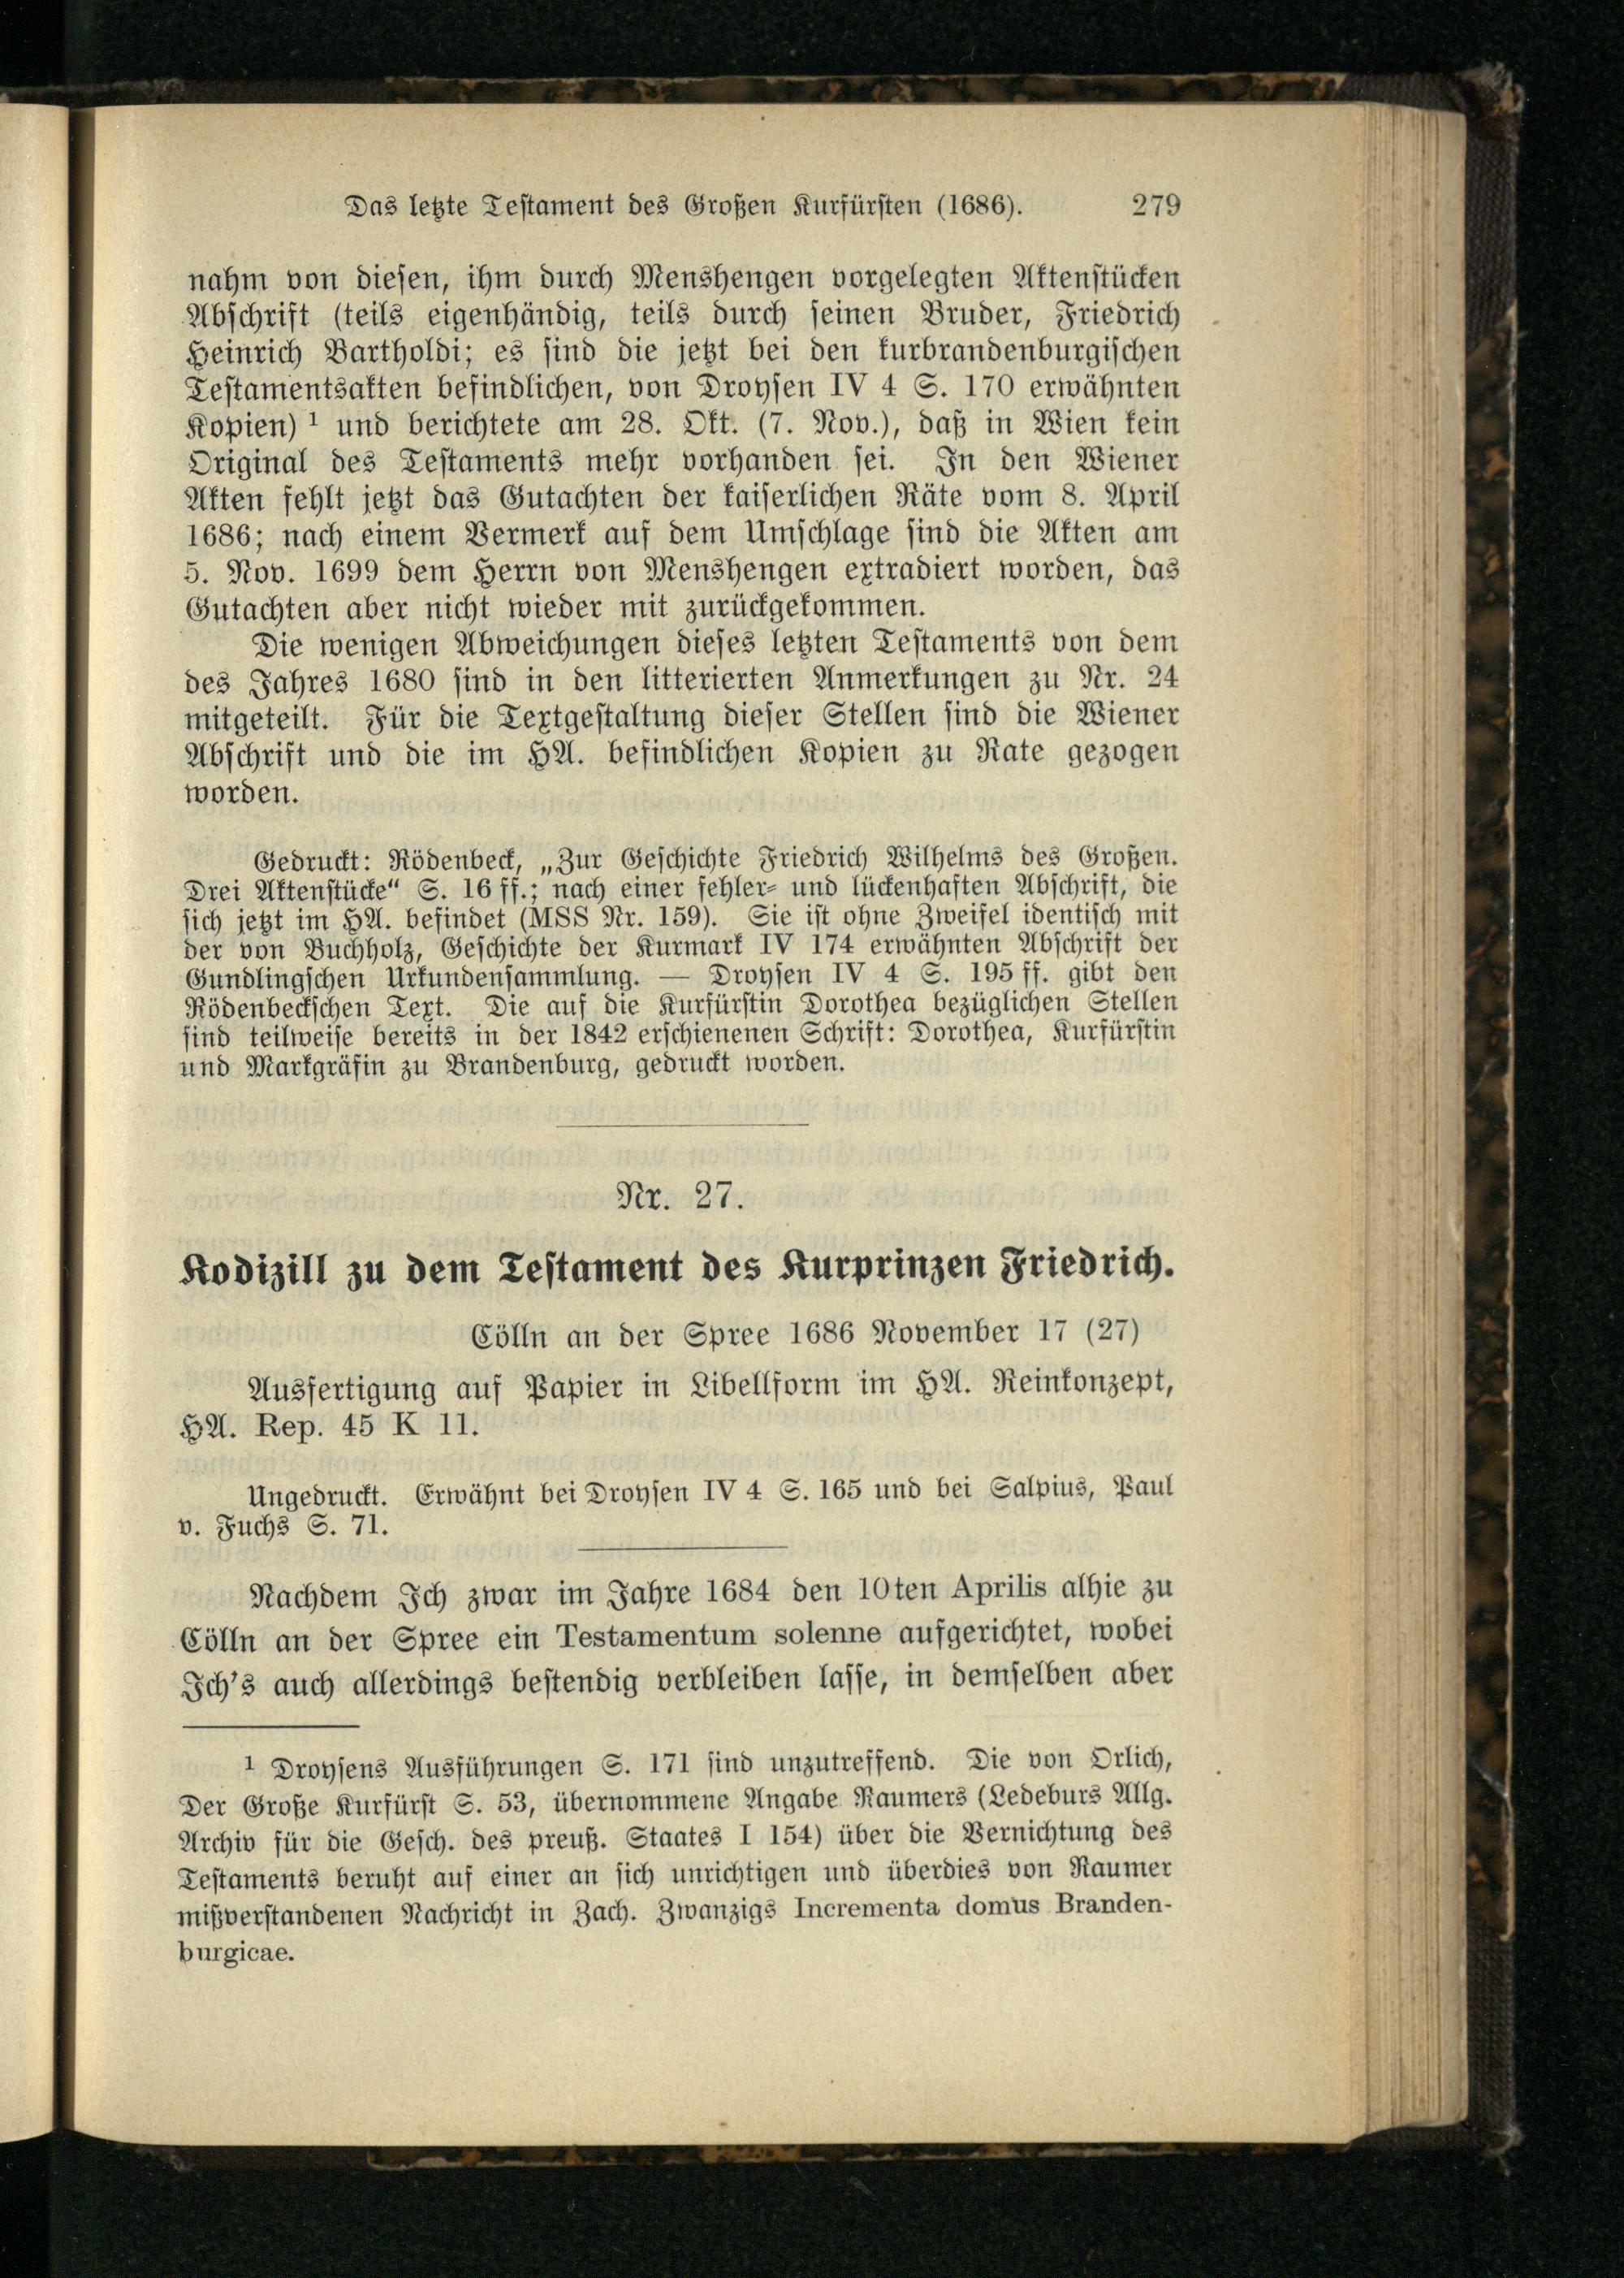 Das letzte Testament des Großen Kurfürsten (1686). 279
nahm von diesen, ihm durch Menshengen vorgelegten Aktenstücken
Abschrift (teils eigenhändig, teils durch seinen Bruder, Friedrich
Heinrich Bartholdi; es sind die jetzt bei den kurbrandenburgischen
Testamentsakten befindlichen, von Droysen IV 4 S. 170 erwähnten
Kopien) ¹ und berichtete am 28. Okt. (7. Nov.), daß in Wien kein
Original des Testaments mehr vorhanden sei. In den Wiener
Akten fehlt jetzt das Gutachten der kaiserlichen Räte vom 8. April
1686; nach einem Vermerk auf dem Umschlage sind die Akten am
5. Nov. 1699 dem Herrn von Menshengen extradiert worden, das
Gutachten aber nicht wieder mit zurückgekommen.
Die wenigen Abweichungen dieses letzten Testaments von dem
des Jahres 1680 sind in den litterierten Anmerkungen zu Nr. 24
mitgeteilt. Für die Textgestaltung dieser Stellen sind die Wiener
Abschrift und die im HA. befindlichen Kopien zu Rate gezogen
worden.
Gedruckt: Rödenbeck, „Zur Geschichte Friedrich Wilhelms des Großen.
Drei Aktenstücke“ S. 16 ff.; nach einer fehler- und lückenhaften Abschrift, die
sich jetzt im HA. befindet (MSS Nr. 159). Sie ist ohne Zweifel identisch mit
der von Buchholz, Geschichte der Kurmark IV 174 erwähnten Abschrift der
Gundlingschen Urkundensammlung. — Droysen IV 4 S. 195 ff. gibt den
Rödenbeckschen Text. Die auf die Kurfürstin Dorothea bezüglichen Stellen
sind teilweise bereits in der 1842 erschienenen Schrift: Dorothea, Kurfürstin
und Markgräfin zu Brandenburg, gedruckt worden.
Nr. 27.
Kodizill zu dem Testament des Kurprinzen Friedrich.
Cölln an der Spree 1686 November 17 (27)
Ausfertigung auf Papier in Libellform im HA. Reinkonzept,
HA. Rep. 45 K 11.
Ungedruckt. Erwähnt bei Droysen IV 4 S. 165 und bei Salpius, Paul
v. Fuchs S. 71.
Nachdem Ich zwar im Jahre 1684 den 10ten Aprilis alhie zu
Cölln an der Spree ein Testamentum solenne aufgerichtet, wobei
Ich's auch allerdings bestendig verbleiben lasse, in demselben aber
¹ Droysens Ausführungen S. 171 sind unzutreffend. Die von Orlich,
Der Große Kurfürst S. 53, übernommene Angabe Raumers (Ledeburs Allg.
Archiv für die Gesch. des preuß. Staates I 154) über die Vernichtung des
Testaments beruht auf einer an sich unrichtigen und überdies von Raumer
mißverstandenen Nachricht in Zach. Zwanzigs Incrementa domus Branden-
burgicae.